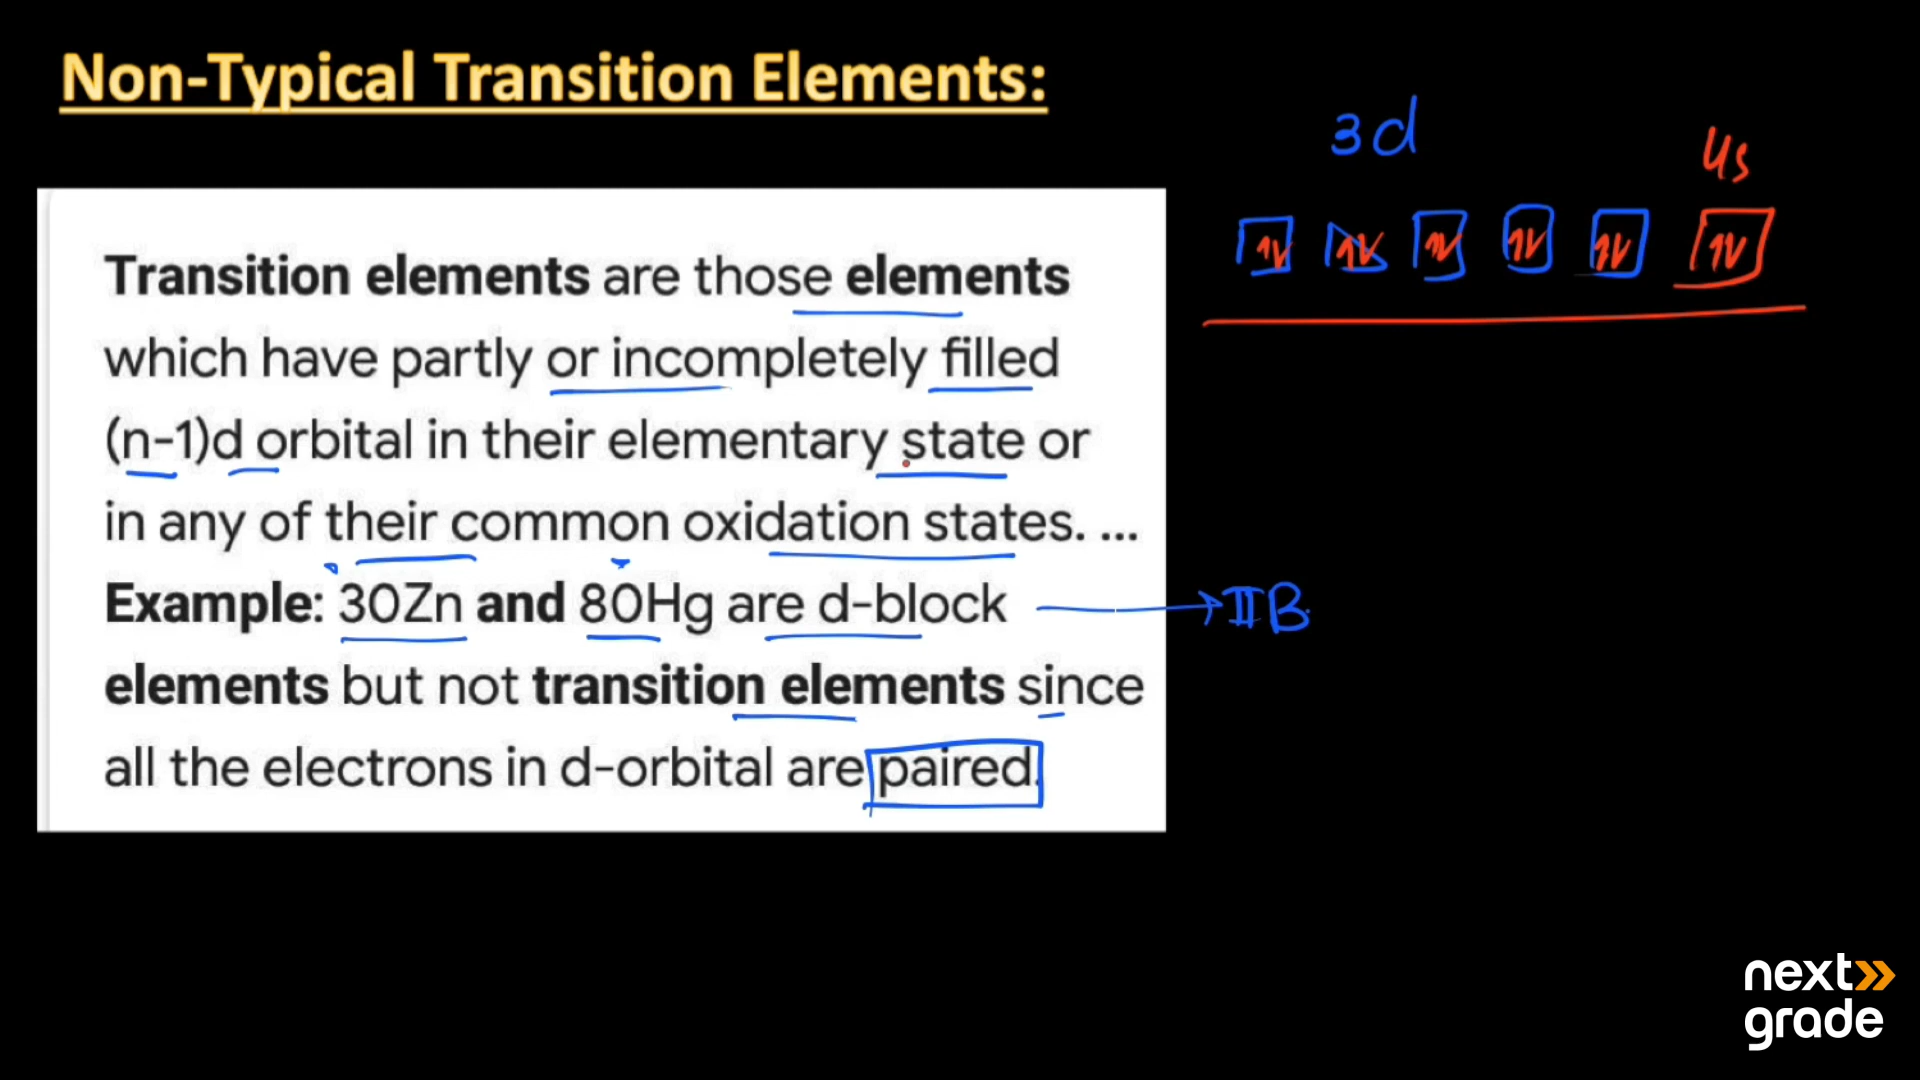 Non-Typical Transition Elements:
3d
4s
Transition elements are those elements
which have partly or incompletely filled
(n-1)d orbital in their elementary state or
in any of their common oxidation states. ...
Example: 30Zn and 80Hg are d-block
IIB
elements but not transition elements since
all the electrons in d-orbital are paired.
next
grade